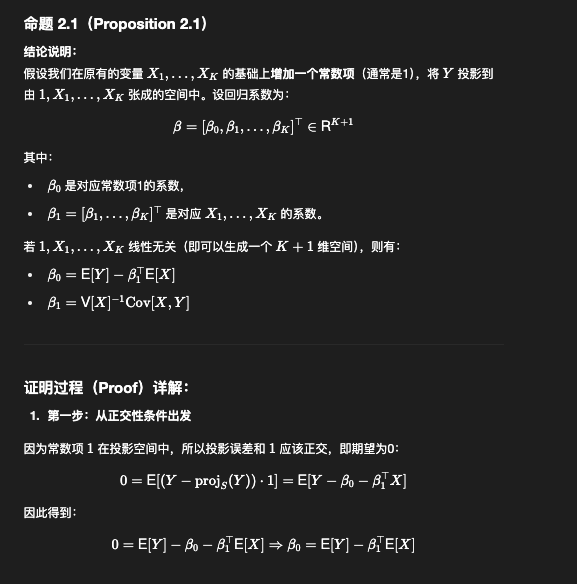 命题 2.1（Proposition 2.1）
结论说明：
假设我们在原有的变量 $X_1, \ldots, X_K$ 的基础上增加一个常数项（通常是1），将 $Y$ 投影到
由 $1, X_1, \ldots, X_K$ 张成的空间中。设回归系数为：
$\beta = [\beta_0, \beta_1, \ldots, \beta_K]^\top \in \mathsf{R}^{K+1}$
其中：
• $\beta_0$ 是对应常数项1的系数，
• $\beta_1 = [\beta_1, \ldots, \beta_K]^\top$ 是对应 $X_1, \ldots, X_K$ 的系数。
若 $1, X_1, \ldots, X_K$ 线性无关（即可以生成一个 $K+1$ 维空间），则有：
• $\beta_0 = \mathsf{E}[Y] - \beta_1^\top \mathsf{E}[X]$
• $\beta_1 = \mathsf{V}[X]^{-1} \mathrm{Cov}[X, Y]$
证明过程（Proof）详解：
1. 第一步：从正交性条件出发
因为常数项 $1$ 在投影空间中，所以投影误差和 $1$ 应该正交，即期望为0：
$0 = \mathsf{E}[(Y - \mathrm{proj}_S(Y)) \cdot 1] = \mathsf{E}[Y - \beta_0 - \beta_1^\top X]$
因此得到：
$0 = \mathsf{E}[Y] - \beta_0 - \beta_1^\top \mathsf{E}[X] \Rightarrow \beta_0 = \mathsf{E}[Y] - \beta_1^\top \mathsf{E}[X]$